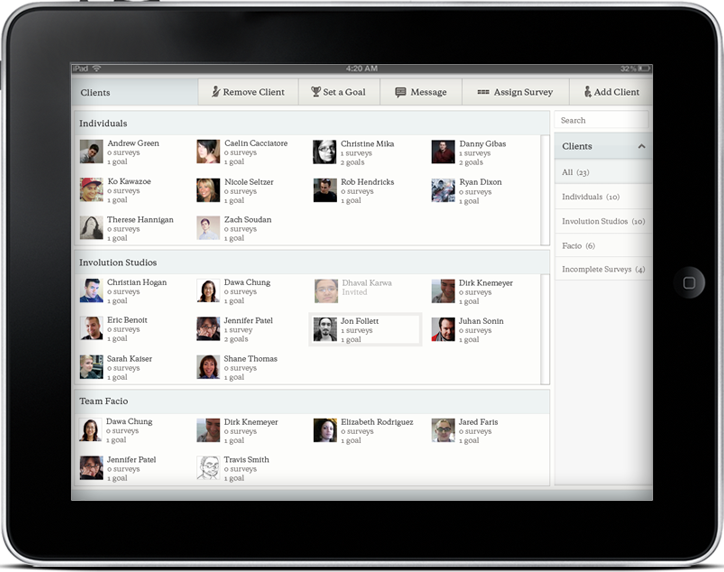 iPad
4:20 AM
32%
Clients
Remove Client
Set a Goal
Message
Assign Survey
Add Client
Individuals
Andrew Green
0 surveys
1 goal
Caelin Cacciatore
0 surveys
1 goal
Christine Mika
1 surveys
2 goals
Danny Gibas
2 surveys
2 goals
Ko Kawazoe
0 surveys
1 goal
Nicole Seltzer
0 surveys
1 goal
Rob Hendricks
0 surveys
1 goal
Ryan Dixon
0 surveys
1 goal
Therese Hannigan
0 surveys
1 goal
Zach Soudan
0 surveys
1 goal
Involution Studios
Christian Hogan
0 surveys
1 goal
Dawa Chung
0 surveys
1 goal
Dhaval Karwa
Invited
Dirk Knemeyer
0 surveys
1 goal
Eric Benoit
0 surveys
1 goal
Jennifer Patel
1 survey
2 goals
Jon Follett
1 surveys
1 goal
Juhan Sonin
0 surveys
1 goal
Sarah Kaiser
0 surveys
1 goal
Shane Thomas
0 surveys
1 goal
Team Facio
Dawa Chung
0 surveys
1 goal
Dirk Knemeyer
0 surveys
1 goal
Elizabeth Rodriguez
0 surveys
1 goal
Jared Faris
0 surveys
1 goal
Jennifer Patel
0 surveys
1 goal
Travis Smith
0 surveys
1 goal
Search
Clients
All (23)
Individuals (10)
Involution Studios (10)
Facio (6)
Incomplete Surveys (4)